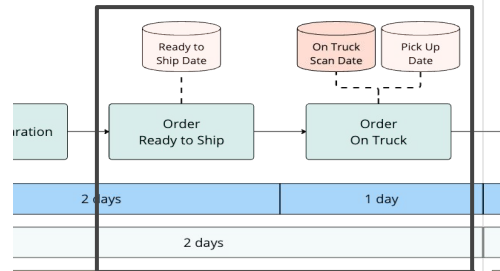 Ready to
Ship Date
On Truck
Scan Date
Pick Up
Date
aration
Order
Ready to Ship
Order
On Truck
2 days
1 day
2 days